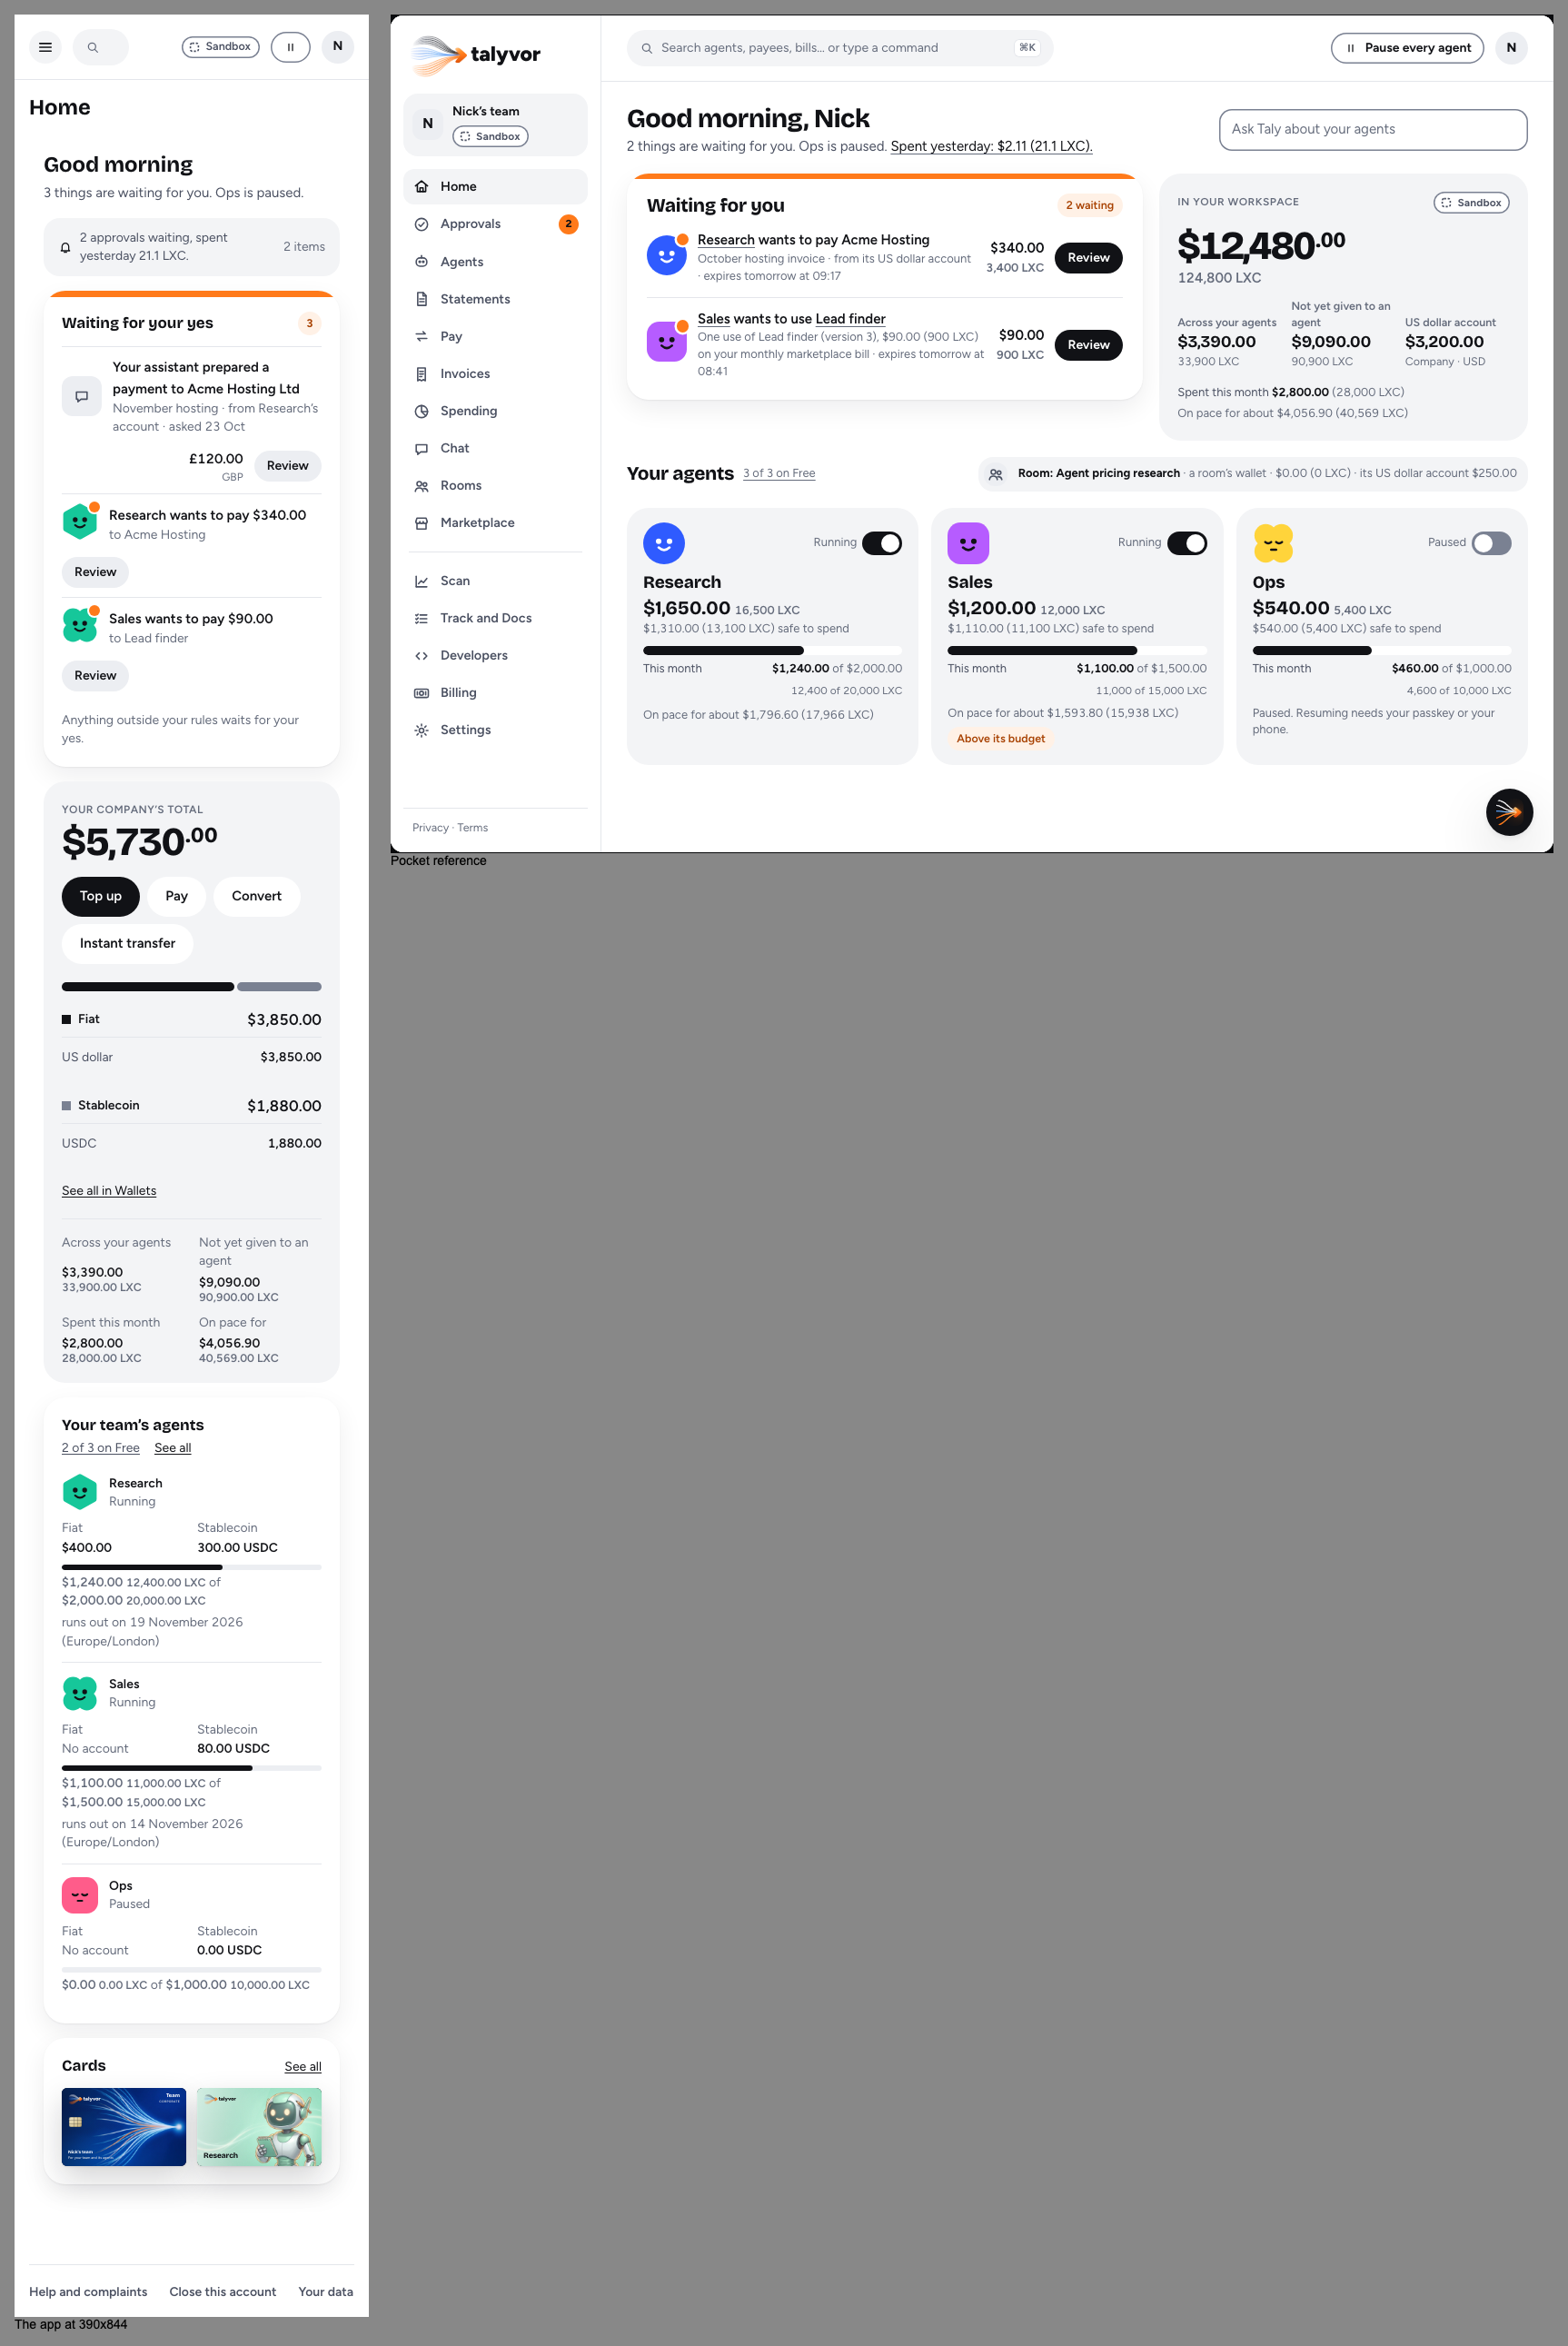 Sandbox
N
Home
Good morning
3 things are waiting for you. Ops is paused.
2 approvals waiting, spent
yesterday 21.1 LXC.
2 items
Waiting for your yes
3
Your assistant prepared a
payment to Acme Hosting Ltd
November hosting · from Research's
account · asked 23 Oct
£120.00
GBP
Review
Research wants to pay $340.00
to Acme Hosting
Review
Sales wants to pay $90.00
to Lead finder
Review
Anything outside your rules waits for your
yes.
YOUR COMPANY'S TOTAL
$5,730.00
Top up
Pay
Convert
Instant transfer
Fiat
$3,850.00
US dollar
$3,850.00
Stablecoin
$1,880.00
USDC
1,880.00
See all in Wallets
Across your agents
$3,390.00
33,900.00 LXC
Not yet given to an
agent
$9,090.00
90,900.00 LXC
Spent this month
$2,800.00
28,000.00 LXC
On pace for
$4,056.90
40,569.00 LXC
Your team's agents
2 of 3 on Free
See all
Research
Running
Fiat
$400.00
Stablecoin
300.00 USDC
$1,240.00 12,400.00 LXC of
$2,000.00 20,000.00 LXC
runs out on 19 November 2026
(Europe/London)
Sales
Running
Fiat
No account
Stablecoin
80.00 USDC
$1,100.00 11,000.00 LXC of
$1,500.00 15,000.00 LXC
runs out on 14 November 2026
(Europe/London)
Ops
Paused
Fiat
No account
Stablecoin
0.00 USDC
$0.00 0.00 LXC of $1,000.00 10,000.00 LXC
Cards
See all
talyvor
Team
CORPORATE
Nick's team
talyvor
Research
Help and complaints
Close this account
Your data
The app at 390x844
talyvor
N
Nick's team
Sandbox
Home
Approvals
2
Agents
Statements
Pay
Invoices
Spending
Chat
Rooms
Marketplace
Scan
Track and Docs
Developers
Billing
Settings
Privacy · Terms
Search agents, payees, bills... or type a command
⌘K
Pause every agent
N
Good morning, Nick
2 things are waiting for you. Ops is paused. Spent yesterday: $2.11 (21.1 LXC).
Ask Taly about your agents
Waiting for you
2 waiting
Research wants to pay Acme Hosting
October hosting invoice · from its US dollar account
· expires tomorrow at 09:17
$340.00
3,400 LXC
Review
Sales wants to use Lead finder
One use of Lead finder (version 3), $90.00 (900 LXC)
on your monthly marketplace bill · expires tomorrow at
08:41
$90.00
900 LXC
Review
IN YOUR WORKSPACE
Sandbox
$12,480.00
124,800 LXC
Across your agents
$3,390.00
33,900 LXC
Not yet given to an
agent
$9,090.00
90,900 LXC
US dollar account
$3,200.00
Company · USD
Spent this month $2,800.00 (28,000 LXC)
On pace for about $4,056.90 (40,569 LXC)
Your agents
3 of 3 on Free
Room: Agent pricing research · a room's wallet · $0.00 (0 LXC) · its US dollar account $250.00
Running
Research
$1,650.00 16,500 LXC
$1,310.00 (13,100 LXC) safe to spend
This month
$1,240.00 of $2,000.00
12,400 of 20,000 LXC
On pace for about $1,796.60 (17,966 LXC)
Running
Sales
$1,200.00 12,000 LXC
$1,110.00 (11,100 LXC) safe to spend
This month
$1,100.00 of $1,500.00
11,000 of 15,000 LXC
On pace for about $1,593.80 (15,938 LXC)
Above its budget
Paused
Ops
$540.00 5,400 LXC
$540.00 (5,400 LXC) safe to spend
This month
$460.00 of $1,000.00
4,600 of 10,000 LXC
Paused. Resuming needs your passkey or your
phone.
Pocket reference